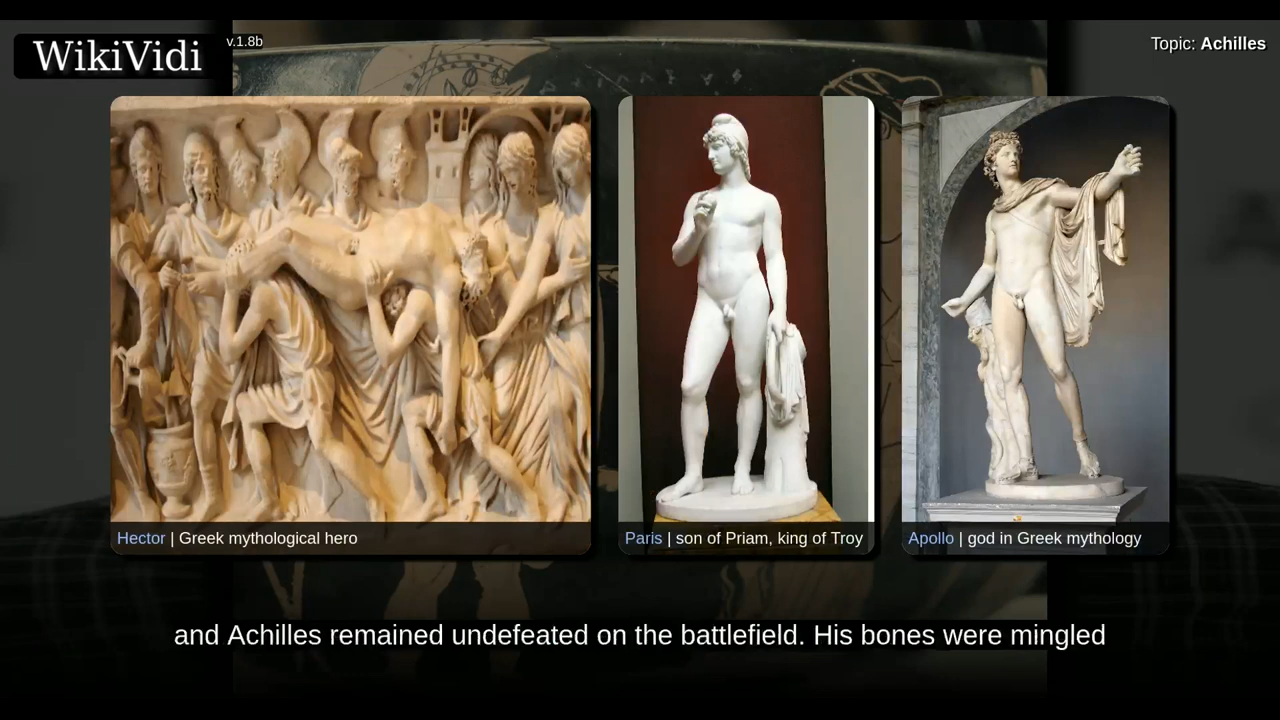 WikiVidi
v.1.8b
Topic: Achilles
Hector | Greek mythological hero
Paris | son of Priam, king of Troy
Apollo | god in Greek mythology
and Achilles remained undefeated on the battlefield. His bones were mingled